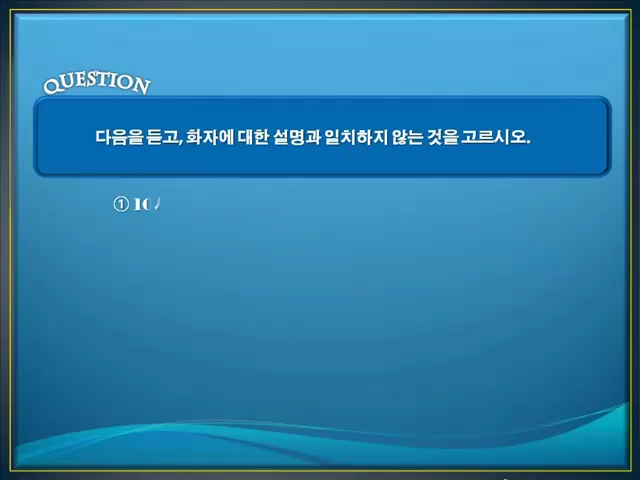 QUESTION
다음을 듣고, 화자에 대한 설명과 일치하지 않는 것을 고르시오.
①